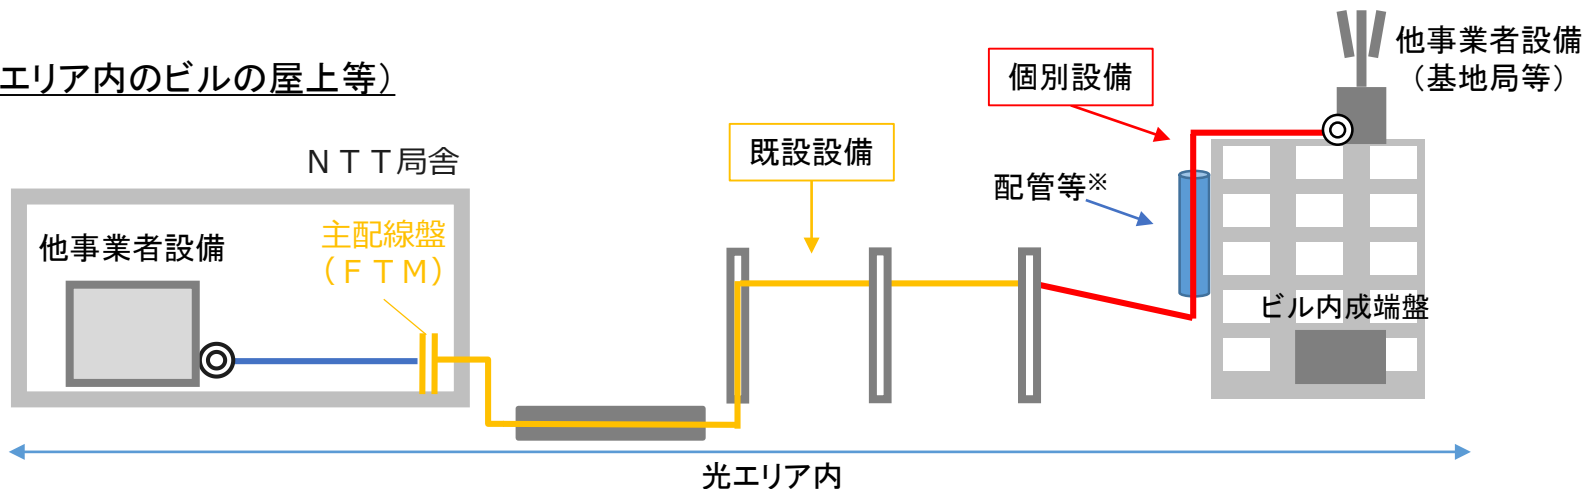 エリア内のビルの屋上等）
他事業者設備
（基地局等）
個別設備
既設設備
ＮＴＴ局舎
配管等※
他事業者設備
主配線盤
（ＦＴＭ）
ビル内成端盤
光エリア内